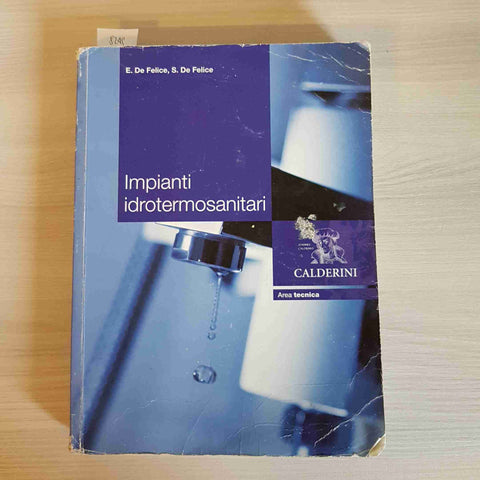 E. De Felice, S. De Felice
Impianti
idrotermosanitari
CALDERINI
Area tecnica